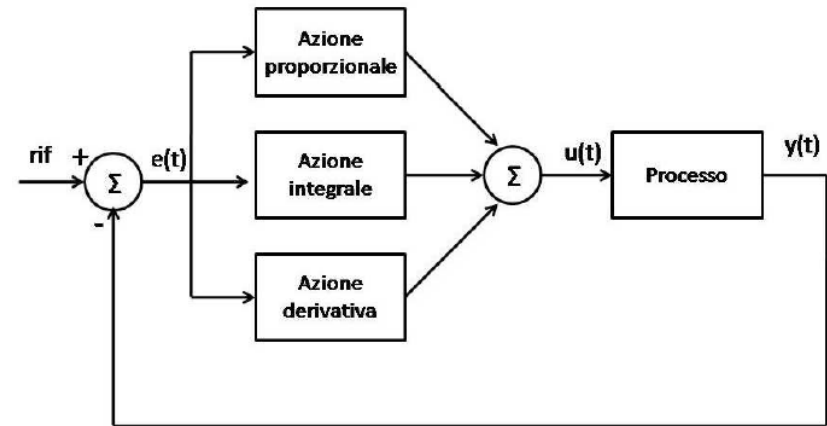 Azione
proporzionale
rif
+
Σ
e(t)
Azione
integrale
Σ
u(t)
Processo
y(t)
-
Azione
derivativa